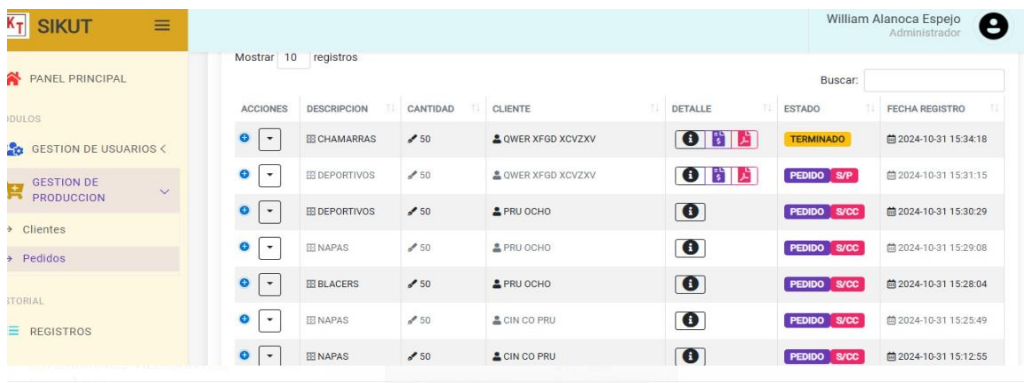 KT SIKUT
William Alanoca Espejo
Administrador
PANEL PRINCIPAL
GESTION DE USUARIOS <
GESTION DE
PRODUCCION
Clientes
Pedidos
REGISTROS
Mostrar 10 registros
Buscar:
ACCIONES DESCRIPCION CANTIDAD CLIENTE DETALLE ESTADO FECHA REGISTRO
CHAMARRAS 50 QWER XFGD XCVZXV TERMINADO 2024-10-31 15:34:18
DEPORTIVOS 50 QWER XFGD XCVZXV PEDIDO S/P 2024-10-31 15:31:15
DEPORTIVOS 50 PRU OCHO PEDIDO S/CC 2024-10-31 15:30:29
NAPAS 50 PRU OCHO PEDIDO S/CC 2024-10-31 15:29:08
BLACERS 50 PRU OCHO PEDIDO S/CC 2024-10-31 15:28:04
NAPAS 50 CIN CO PRU PEDIDO S/CC 2024-10-31 15:25:49
NAPAS 50 CIN CO PRU PEDIDO S/CC 2024-10-31 15:12:55